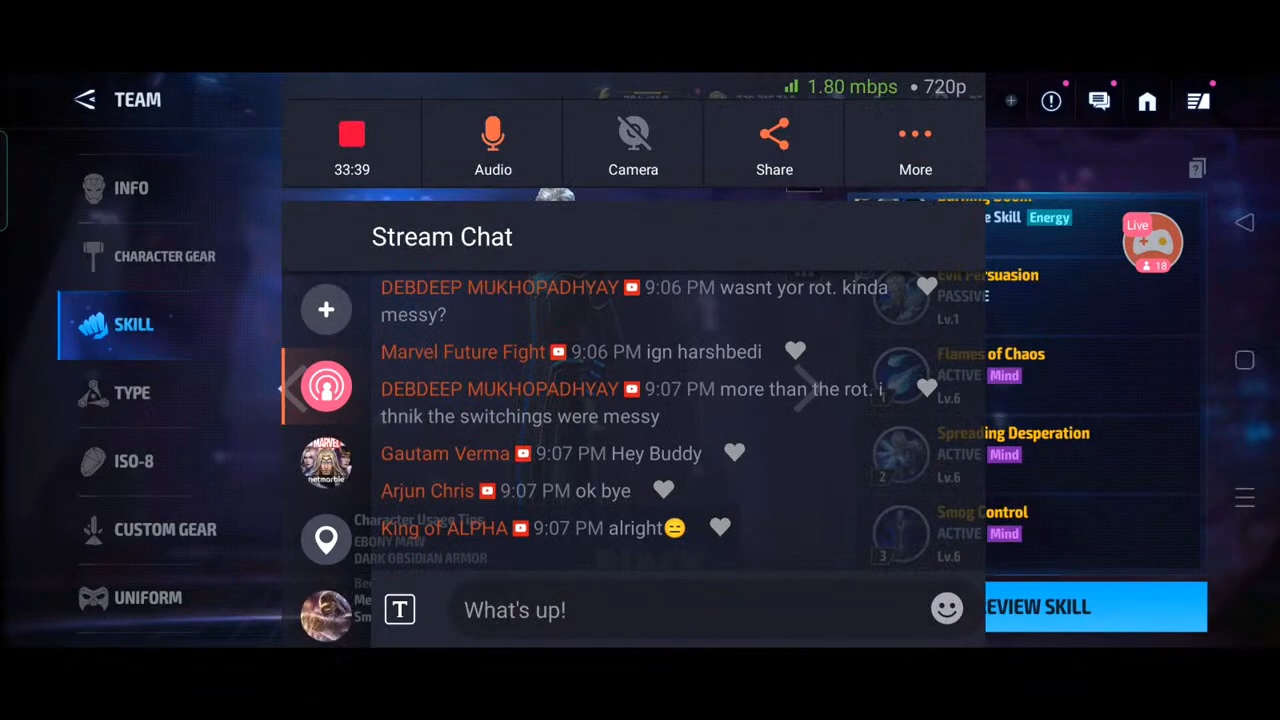 1.80 mbps • 720p
TEAM
33:39
Audio
Camera
Share
More
INFO
CHARACTER GEAR
SKILL
TYPE
ISO-8
CUSTOM GEAR
UNIFORM
Stream Chat
DEBDEEP MUKHOPADHYAY 9:06 PM wasnt yor rot. kinda
messy?
Marvel Future Fight 9:06 PM ign harshbedi
DEBDEEP MUKHOPADHYAY 9:07 PM more than the rot. i
thnik the switchings were messy
Gautam Verma 9:07 PM Hey Buddy
Arjun Chris 9:07 PM ok bye
King of ALPHA 9:07 PM alright😑
MARVEL
netmarble
Character Usage Tips
EBONY MAW
DARK OBSIDIAN ARMOR
T
What's up!
e Skill Energy
Live
18
Evil Persuasion
PASSIVE
Lv.1
Flames of Chaos
ACTIVE Mind
Lv.6
1
Spreading Desperation
ACTIVE Mind
Lv.6
2
Smog Control
ACTIVE Mind
Lv.6
3
EVIEW SKILL